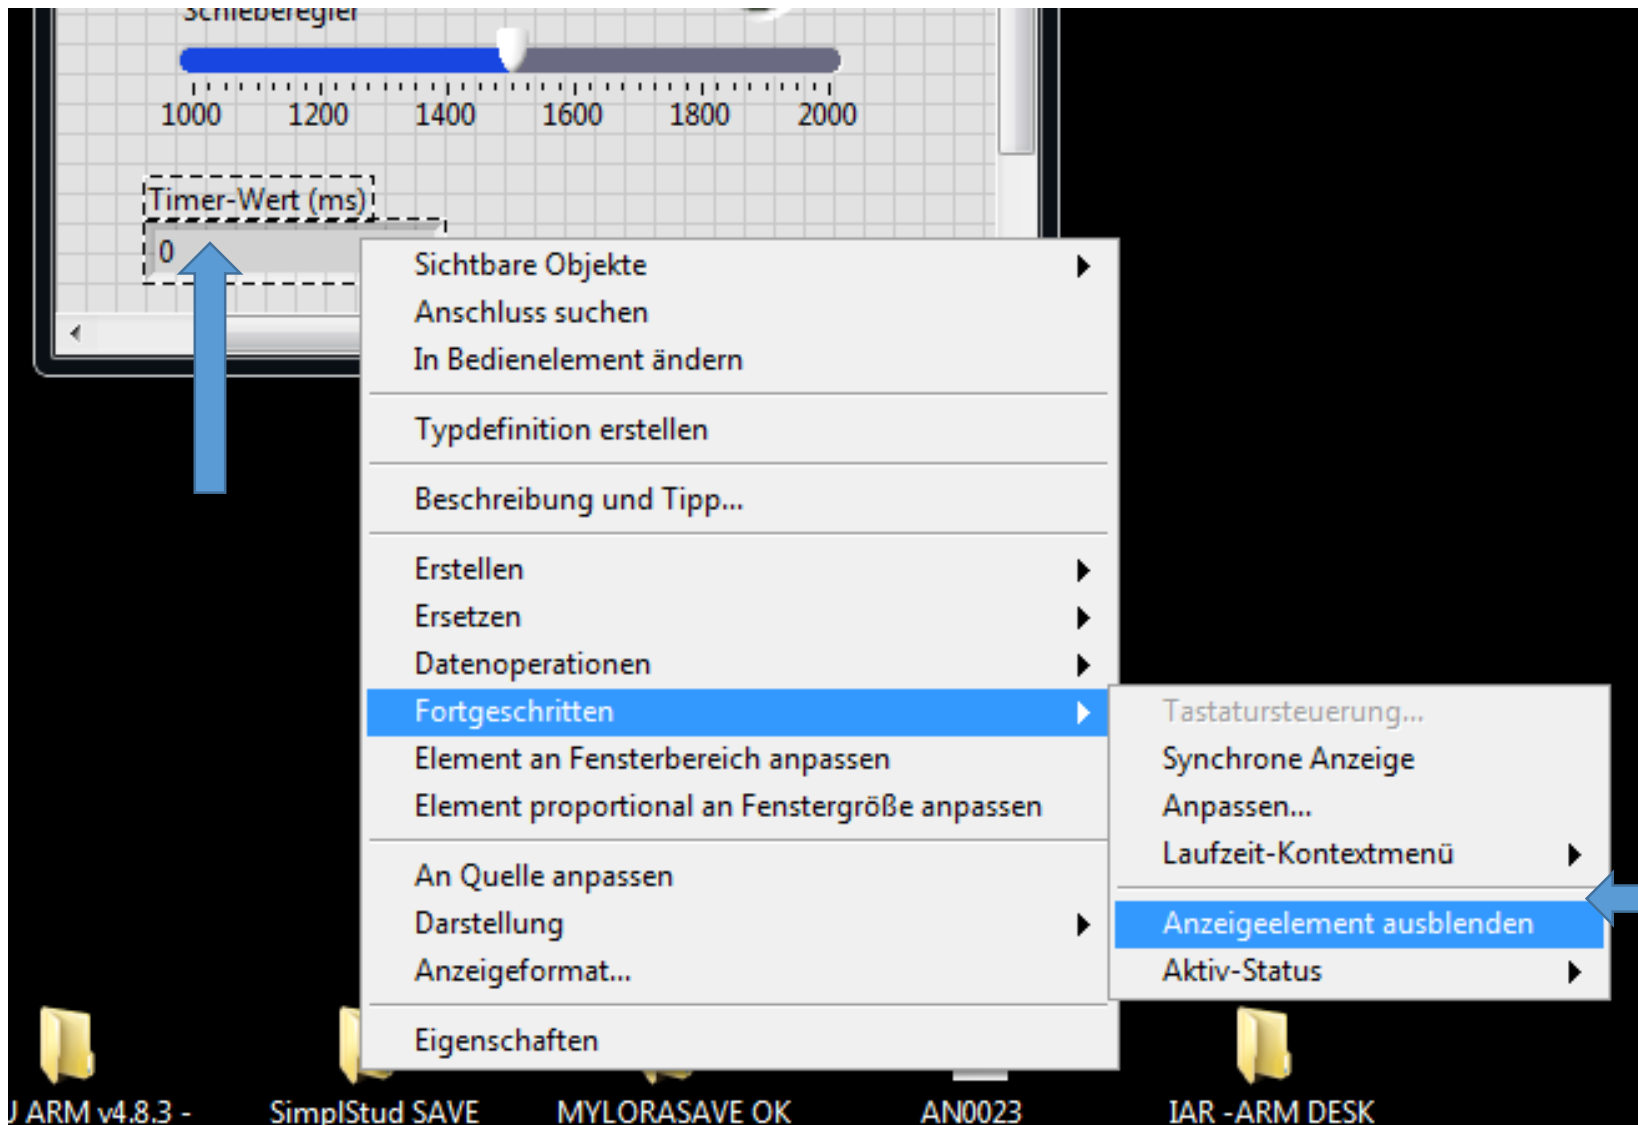 Schieberegler
1000 1200 1400 1600 1800 2000
Timer-Wert (ms)
0
Sichtbare Objekte
Anschluss suchen
In Bedienelement ändern
Typdefinition erstellen
Beschreibung und Tipp...
Erstellen
Ersetzen
Datenoperationen
Fortgeschritten
Element an Fensterbereich anpassen
Element proportional an Fenstergröße anpassen
An Quelle anpassen
Darstellung
Anzeigeformat...
Eigenschaften
Tastatursteuerung...
Synchrone Anzeige
Anpassen...
Laufzeit-Kontextmenü
Anzeigeelement ausblenden
Aktiv-Status
J ARM v4.8.3 - SimplStud SAVE MYLORASAVE OK AN0023 IAR -ARM DESK